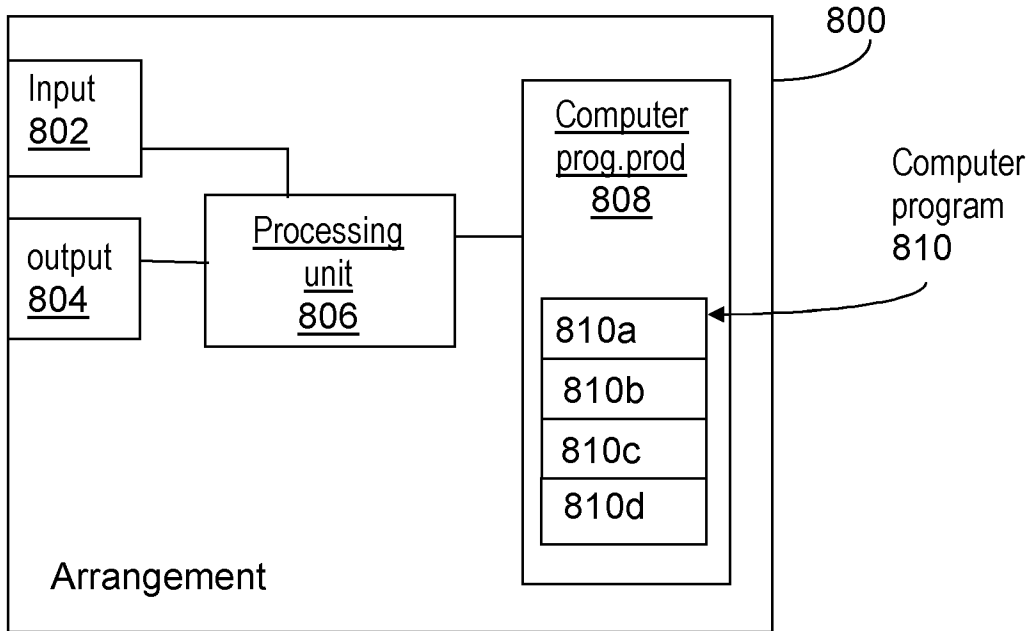 800
Input
802
Computer
prog.prod
808
Computer
program
810
Processing
unit
806
output
804
810a
810b
810c
810d
Arrangement